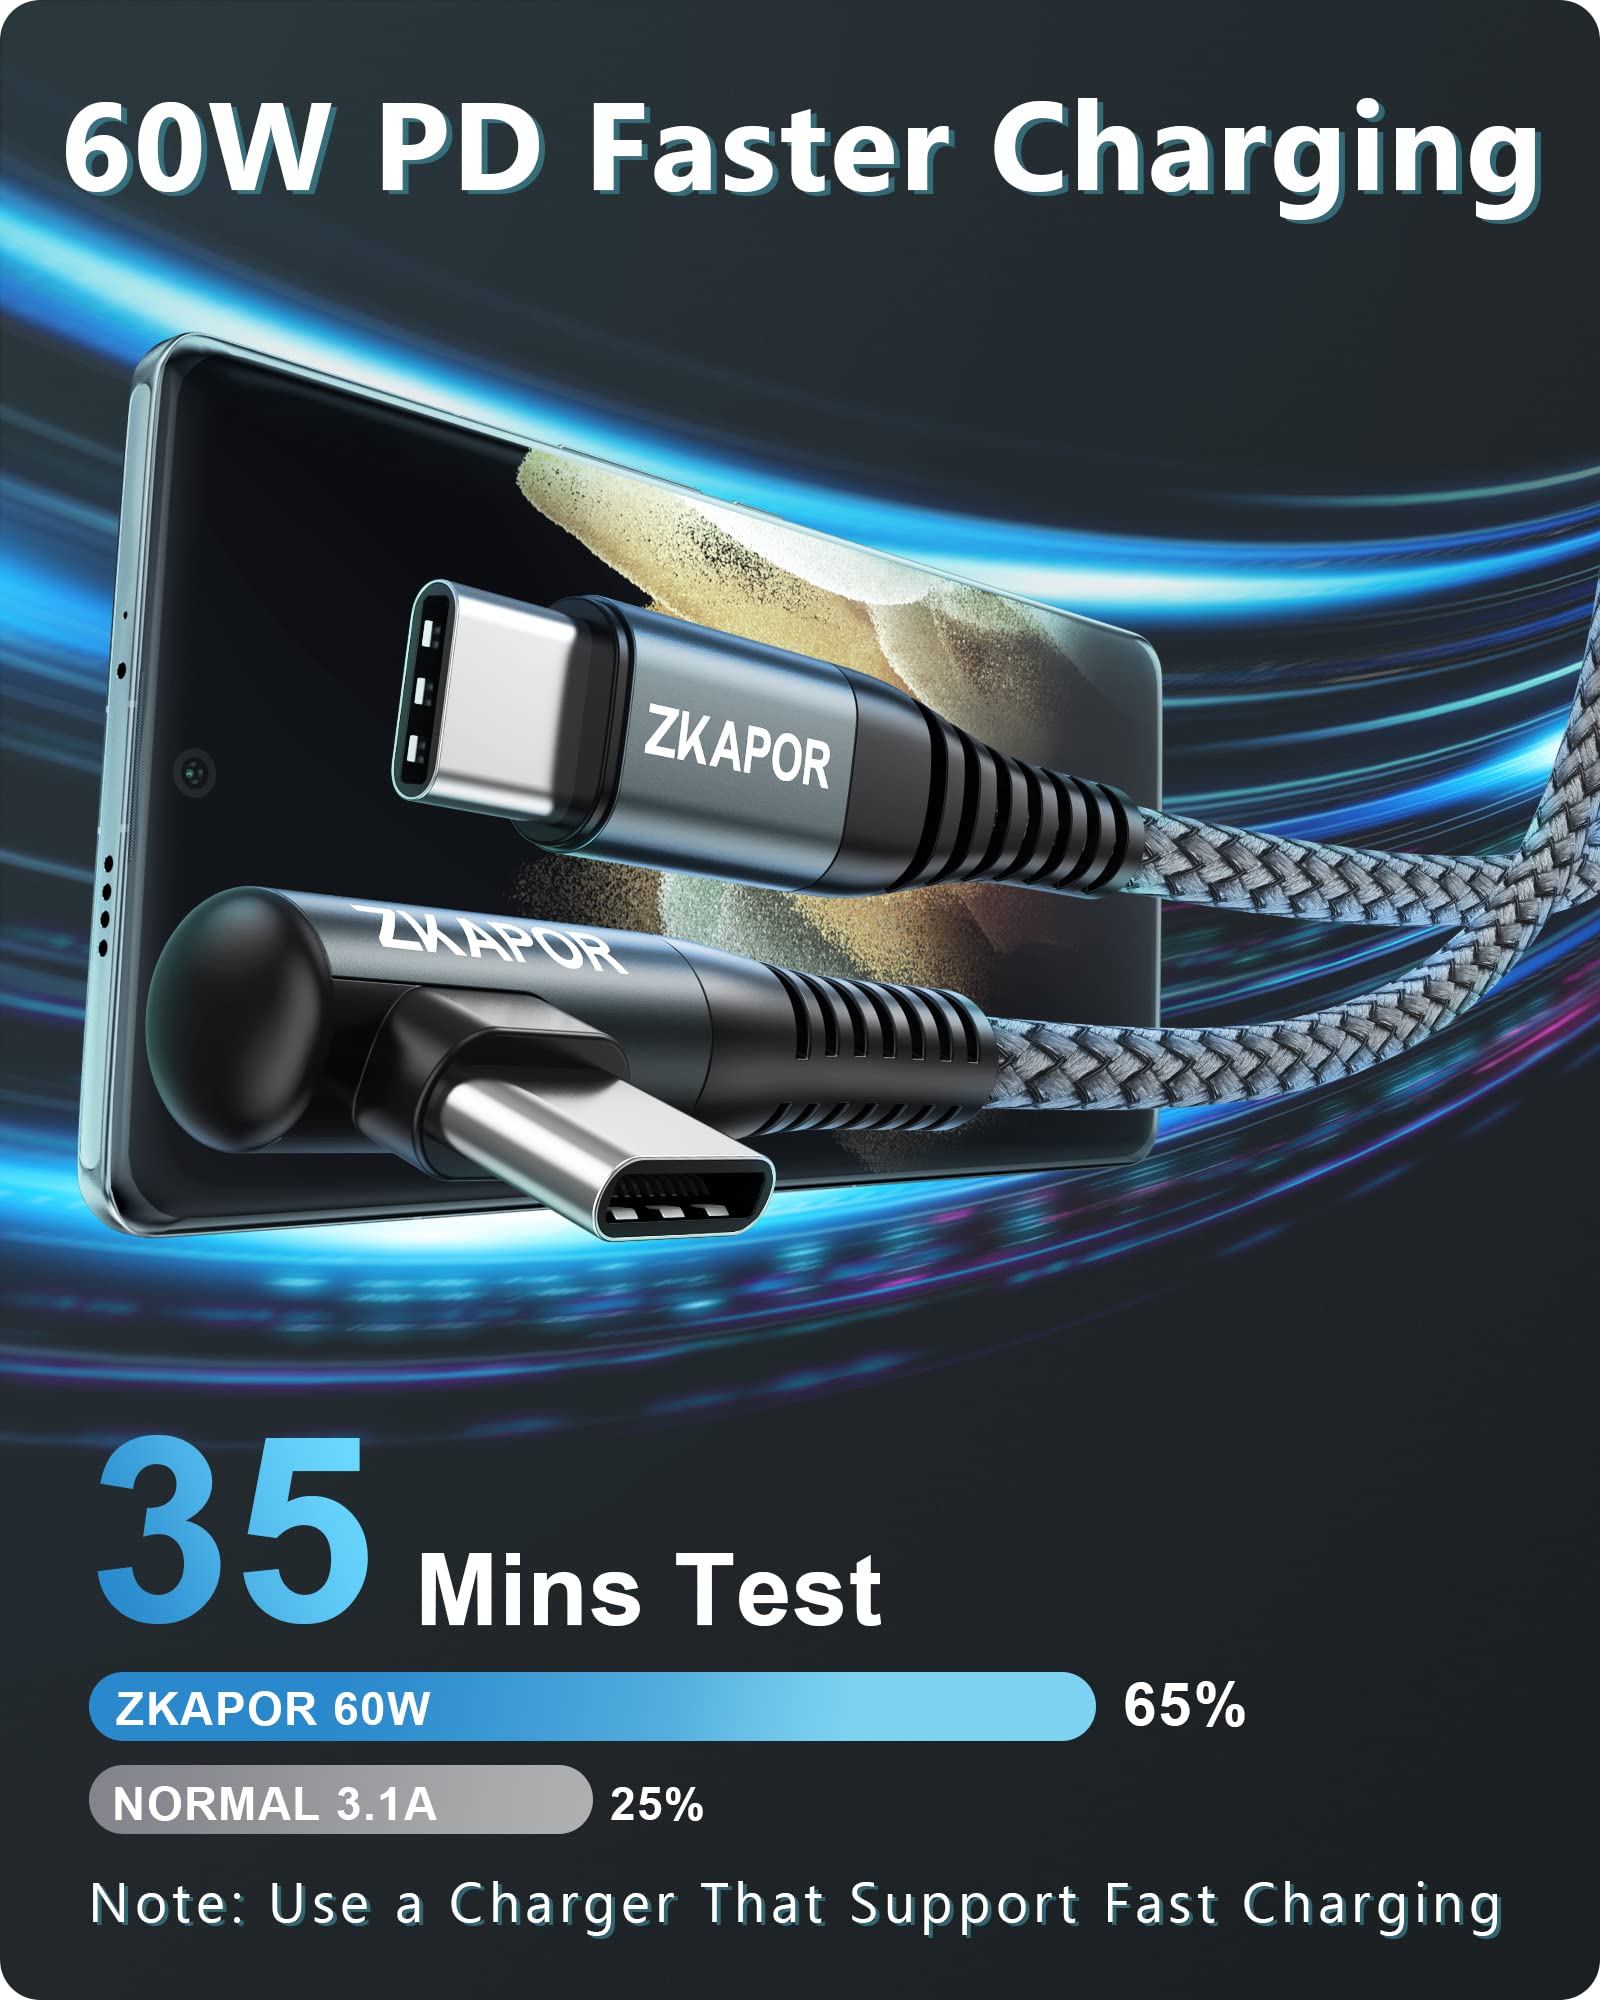 60W PD Faster Charging
ZKAPOR
ZKAPOR
35 Mins Test
ZKAPOR 60W 65%
NORMAL 3.1A 25%
Note: Use a Charger That Support Fast Charging